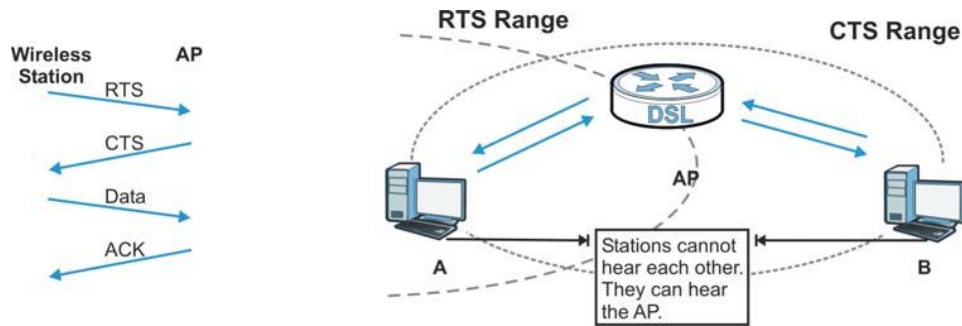 Wireless
Station
AP
RTS
CTS
Data
ACK
RTS Range
CTS Range
DSL
AP
A
B
Stations cannot
hear each other.
They can hear
the AP.